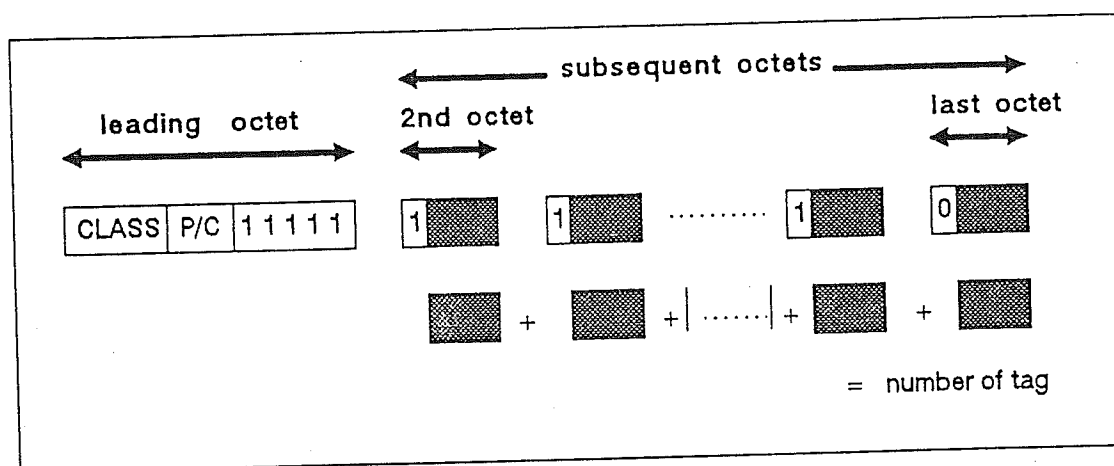 subsequent octets
leading octet 2nd octet last octet
CLASS P/C 1 1 1 1 1 1 1 ........... 1 0
+ + |........| + +
= number of tag